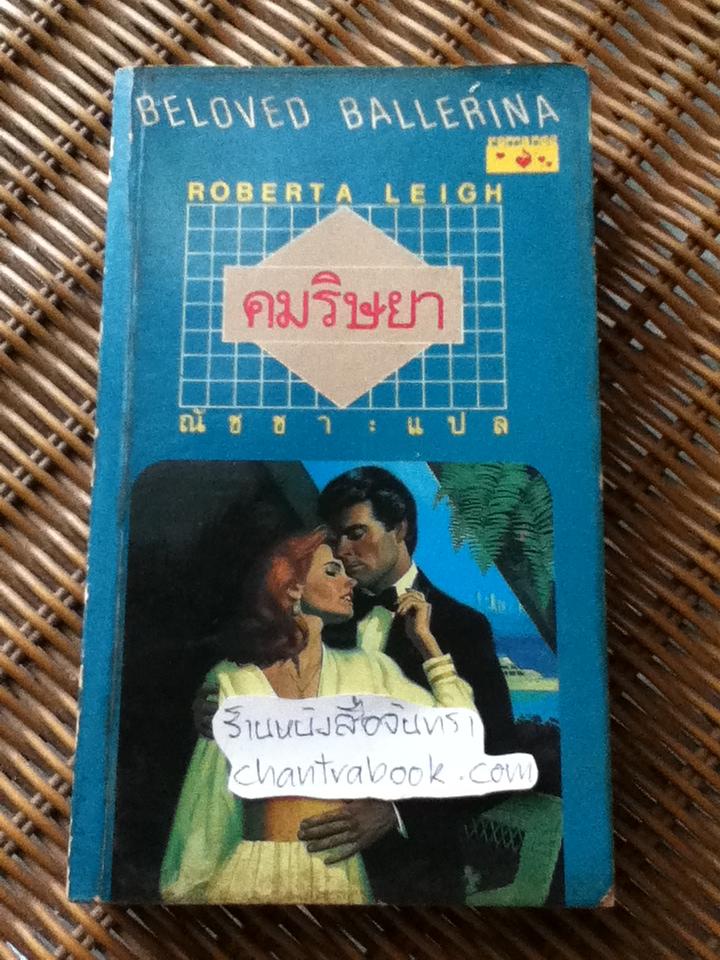 BELOVED BALLERINA
ROBERTA LEIGH
คมริษยา
ณัชชา : แปล
ร้านหนังสือจันทรา
chantrabook.com